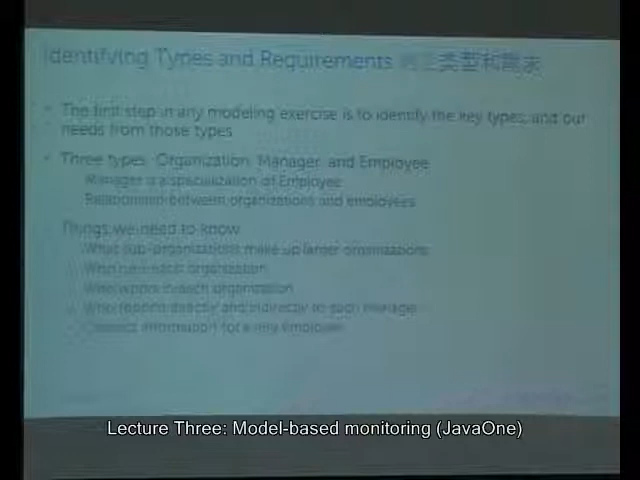 Identifying Types and Requirements 类型和需求
The first step in any modeling exercise is to identify the key types, and our
needs from those types
Three types: Organization, Manager, and Employee
Manager is a specialization of Employee
Relationship between organizations and employees
Things we need to know
What sub-organizations make up larger organizations
Who runs each organization
Who works in each organization
Who reports directly and indirectly to each Manager
Contact information for any employee
Lecture Three: Model-based monitoring (JavaOne)